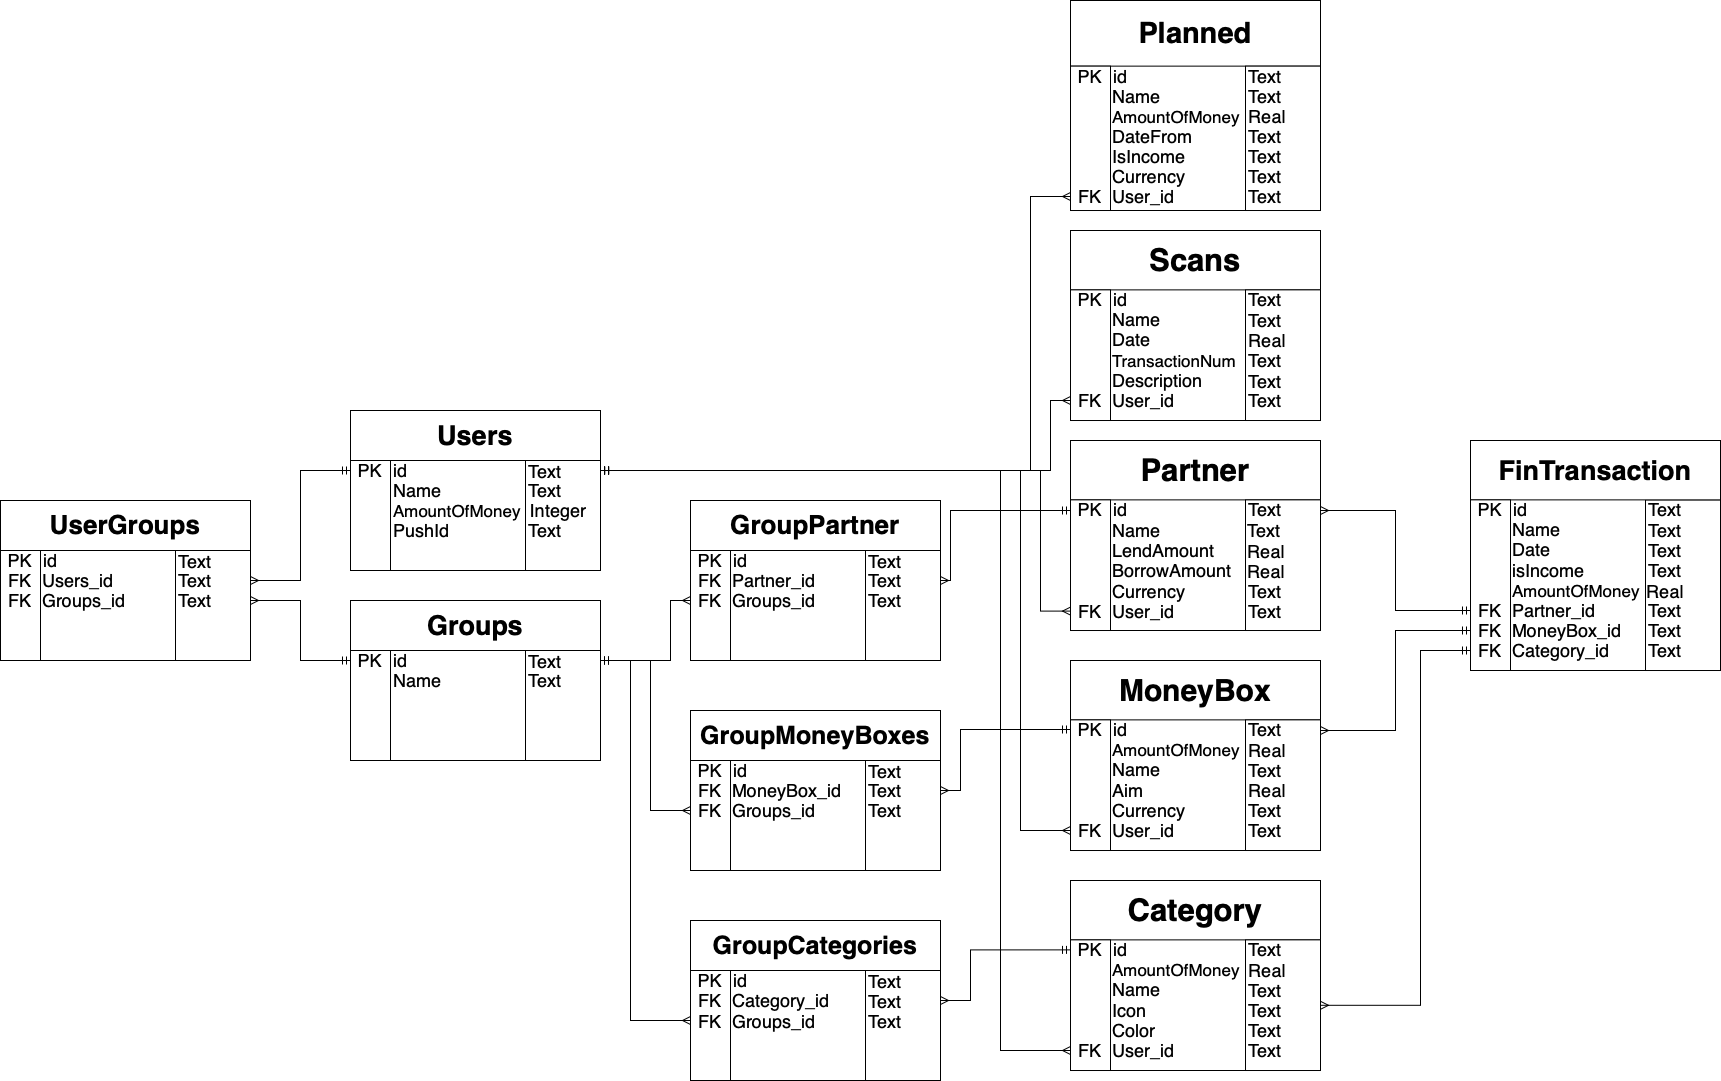 Planned
PK id Text
Name Text
AmountOfMoney Real
DateFrom Text
IsIncome Text
Currency Text
FK User_id Text
Scans
PK id Text
Name Text
Date Real
TransactionNum Text
Description Text
FK User_id Text
Users
PK id Text
Name Text
AmountOfMoney Integer
PushId Text
Partner
PK id Text
Name Text
LendAmount Real
BorrowAmount Real
Currency Text
FK User_id Text
FinTransaction
PK id Text
Name Text
Date Text
isIncome Text
AmountOfMoney Real
FK Partner_id Text
FK MoneyBox_id Text
FK Category_id Text
UserGroups
PK id Text
FK Users_id Text
FK Groups_id Text
GroupPartner
PK id Text
FK Partner_id Text
FK Groups_id Text
Groups
PK id Text
Name Text
MoneyBox
PK id Text
AmountOfMoney Real
Name Text
Aim Real
Currency Text
FK User_id Text
GroupMoneyBoxes
PK id Text
FK MoneyBox_id Text
FK Groups_id Text
Category
PK id Text
AmountOfMoney Real
Name Text
Icon Text
Color Text
FK User_id Text
GroupCategories
PK id Text
FK Category_id Text
FK Groups_id Text